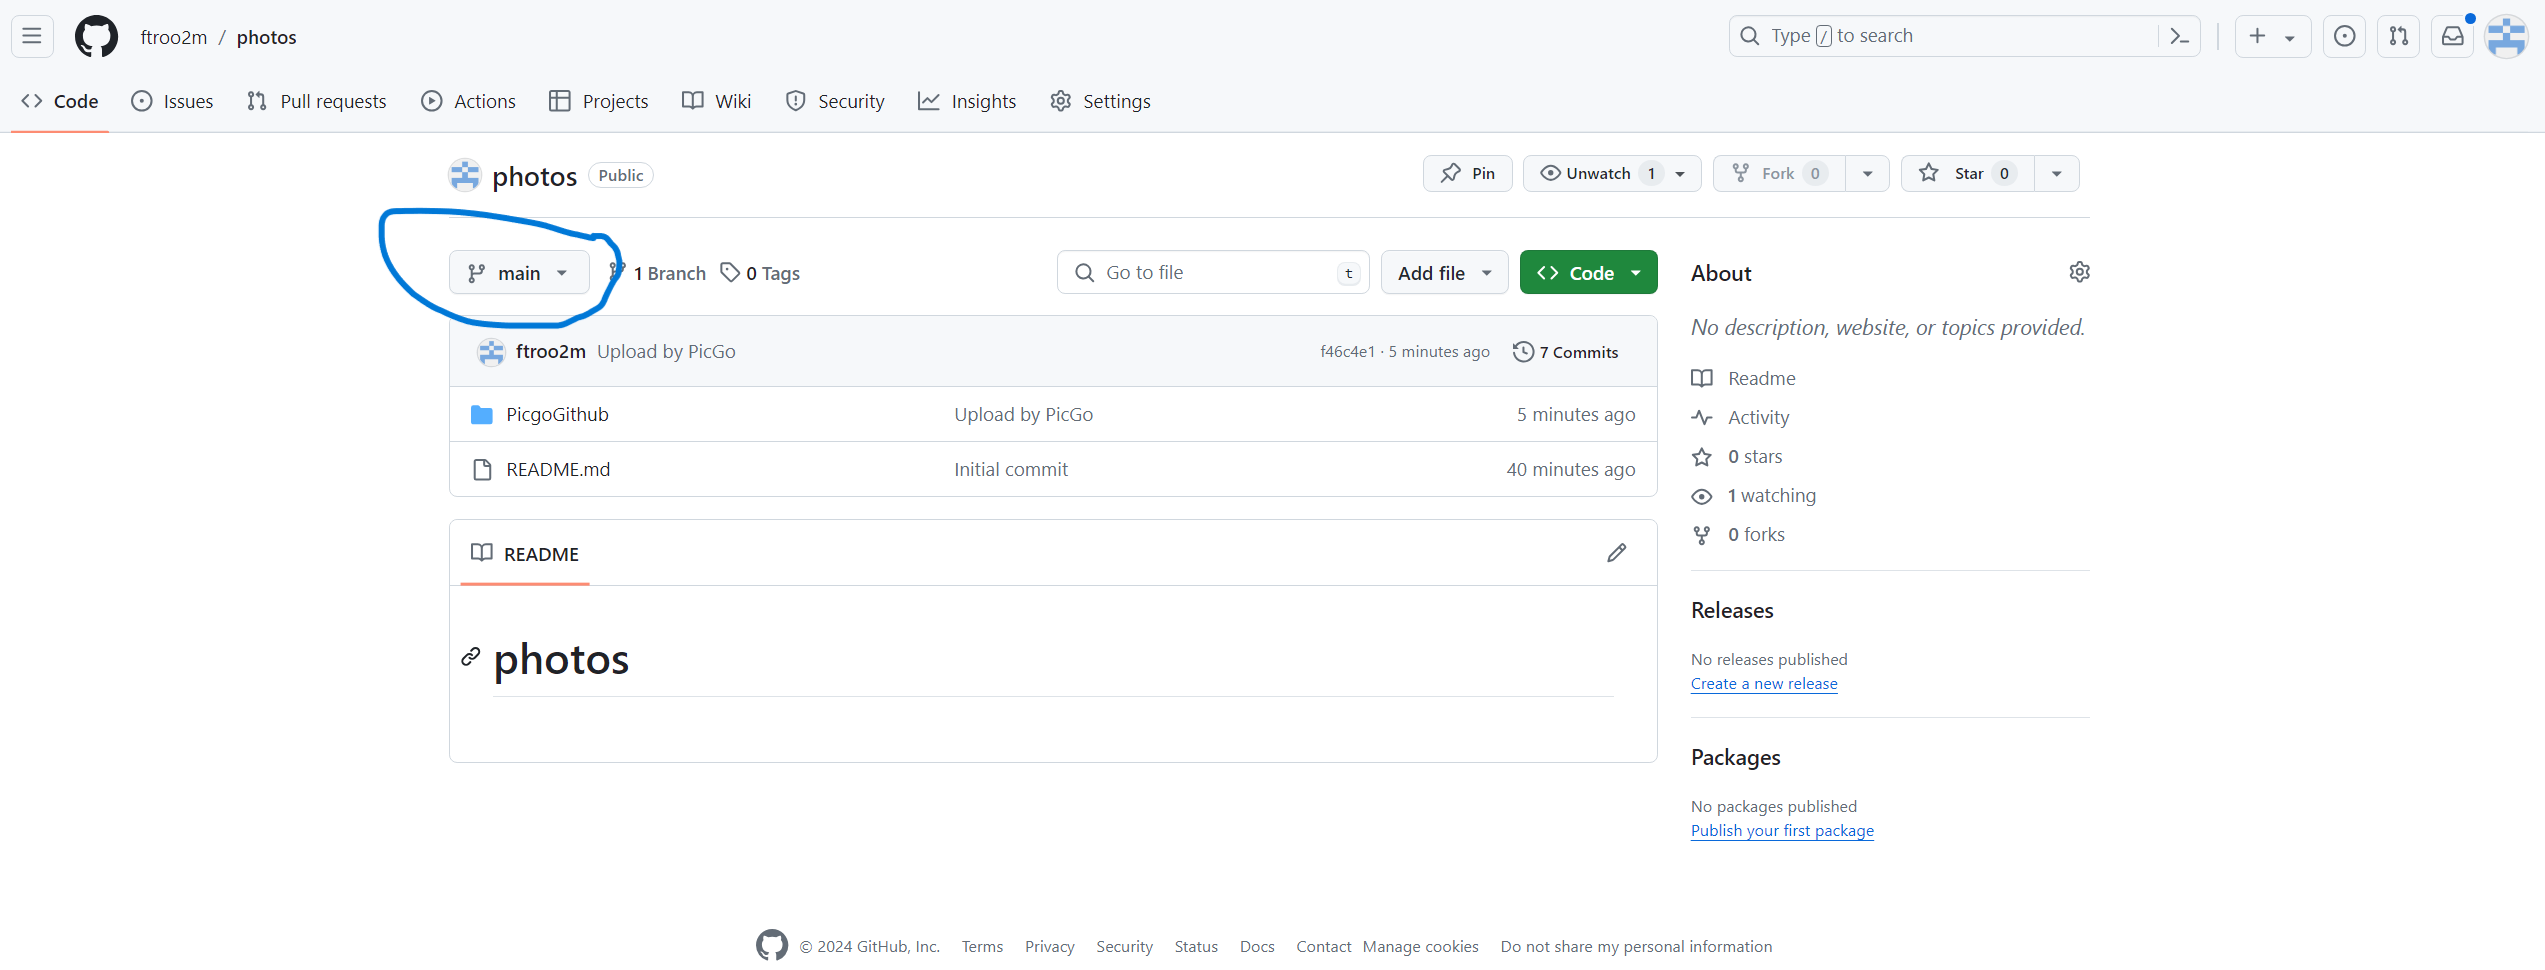 ftroo2m / photos
Type / to search
Code Issues Pull requests Actions Projects Wiki Security Insights Settings
photos Public
Pin Unwatch 1 Fork 0 Star 0
main 1 Branch 0 Tags Go to file t Add file Code
ftroo2m Upload by PicGo f46c4e1 · 5 minutes ago 7 Commits
PicgoGithub Upload by PicGo 5 minutes ago
README.md Initial commit 40 minutes ago
README
photos
About
No description, website, or topics provided.
Readme
Activity
0 stars
1 watching
0 forks
Releases
No releases published
Create a new release
Packages
No packages published
Publish your first package
© 2024 GitHub, Inc. Terms Privacy Security Status Docs Contact Manage cookies Do not share my personal information